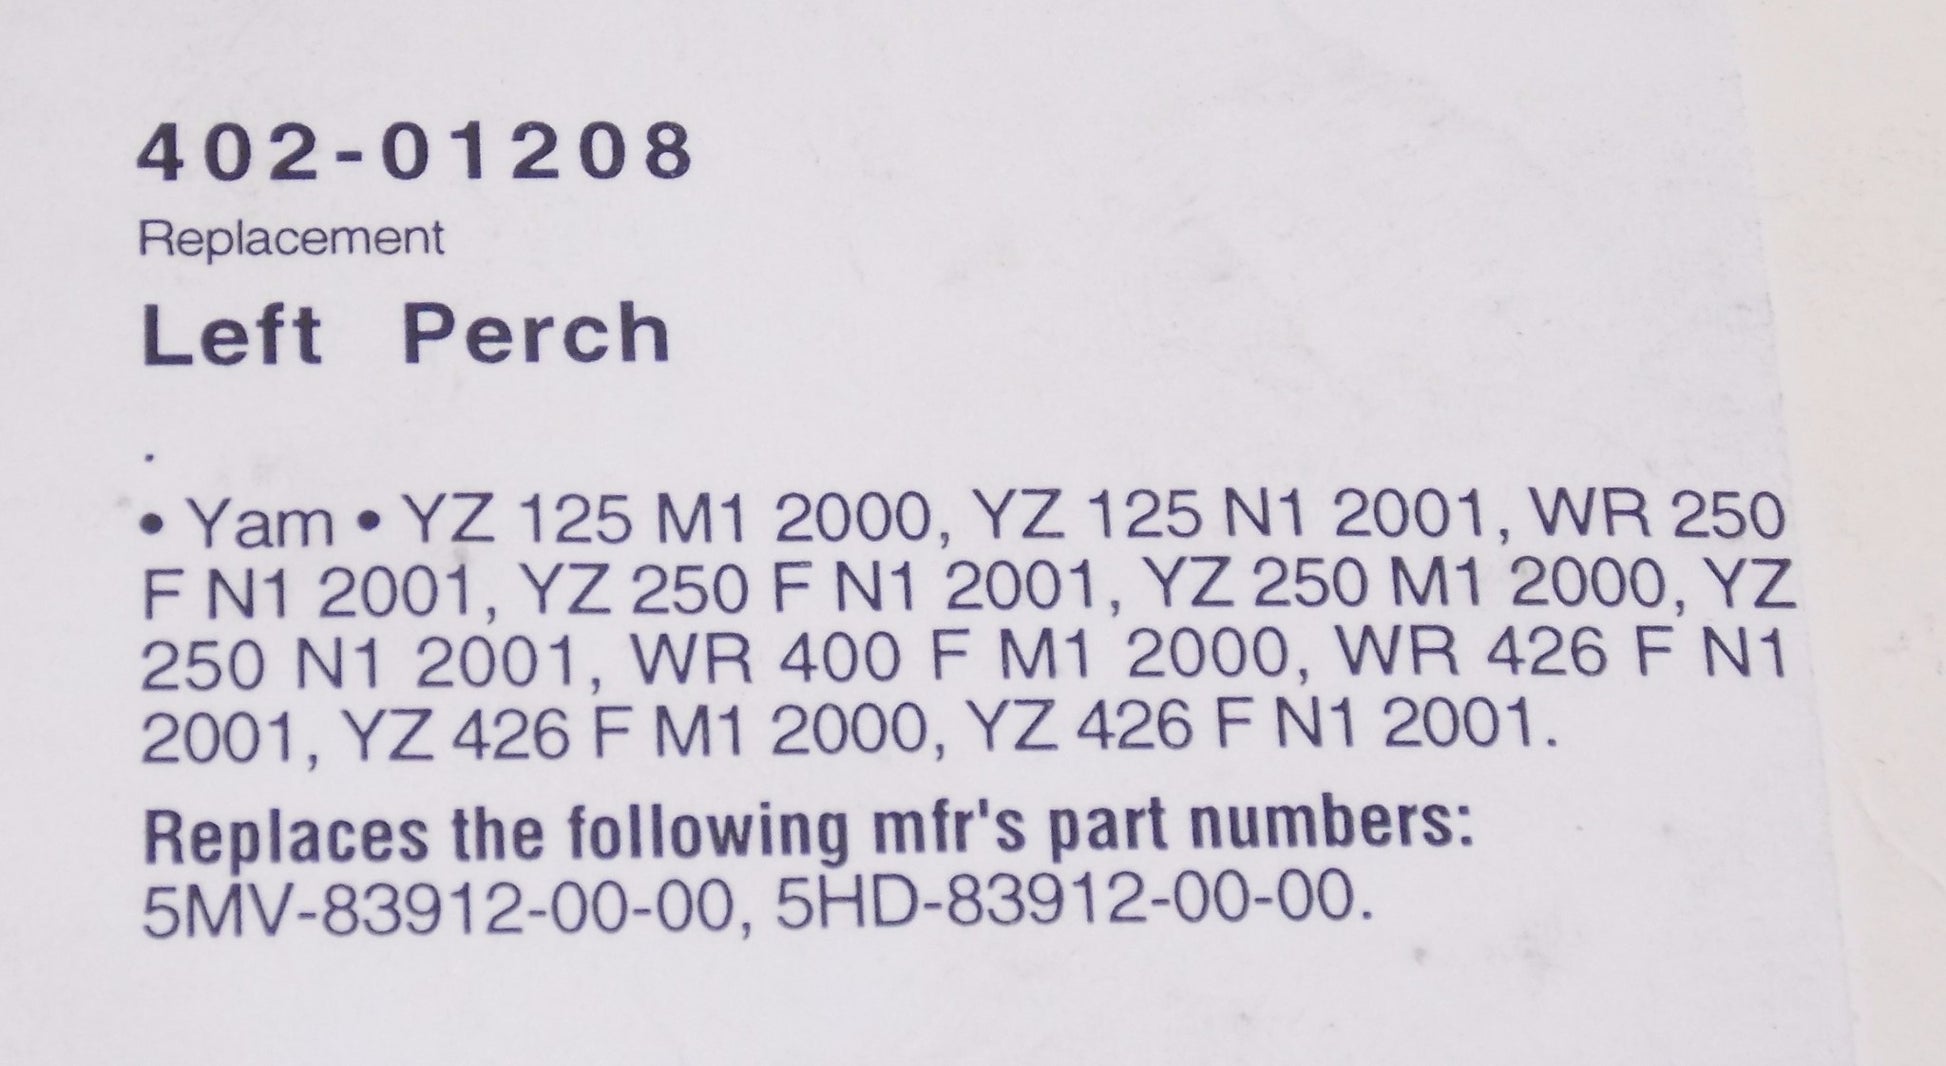 402-01208
Replacement
Left Perch
.
• Yam • YZ 125 M1 2000, YZ 125 N1 2001, WR 250
F N1 2001, YZ 250 F N1 2001, YZ 250 M1 2000, YZ
250 N1 2001, WR 400 F M1 2000, WR 426 F N1
2001, YZ 426 F M1 2000, YZ 426 F N1 2001.
Replaces the following mfr's part numbers:
5MV-83912-00-00, 5HD-83912-00-00.